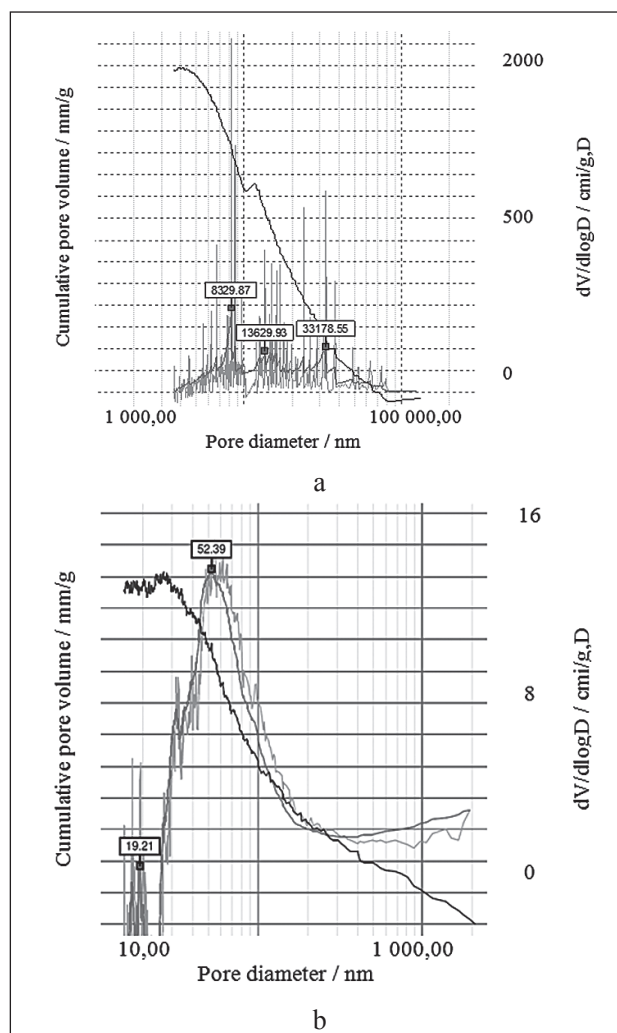 2000
Cumulative pore volume / mm/g
dV/dlogD / cmi/g,D
500
8329.87
13629.93
33178.55
0
1 000,00
100 000,00
Pore diameter / nm
a
16
52.39
Cumulative pore volume / mm/g
dV/dlogD / cmi/g,D
8
19.21
0
10,00
1 000,00
Pore diameter / nm
b